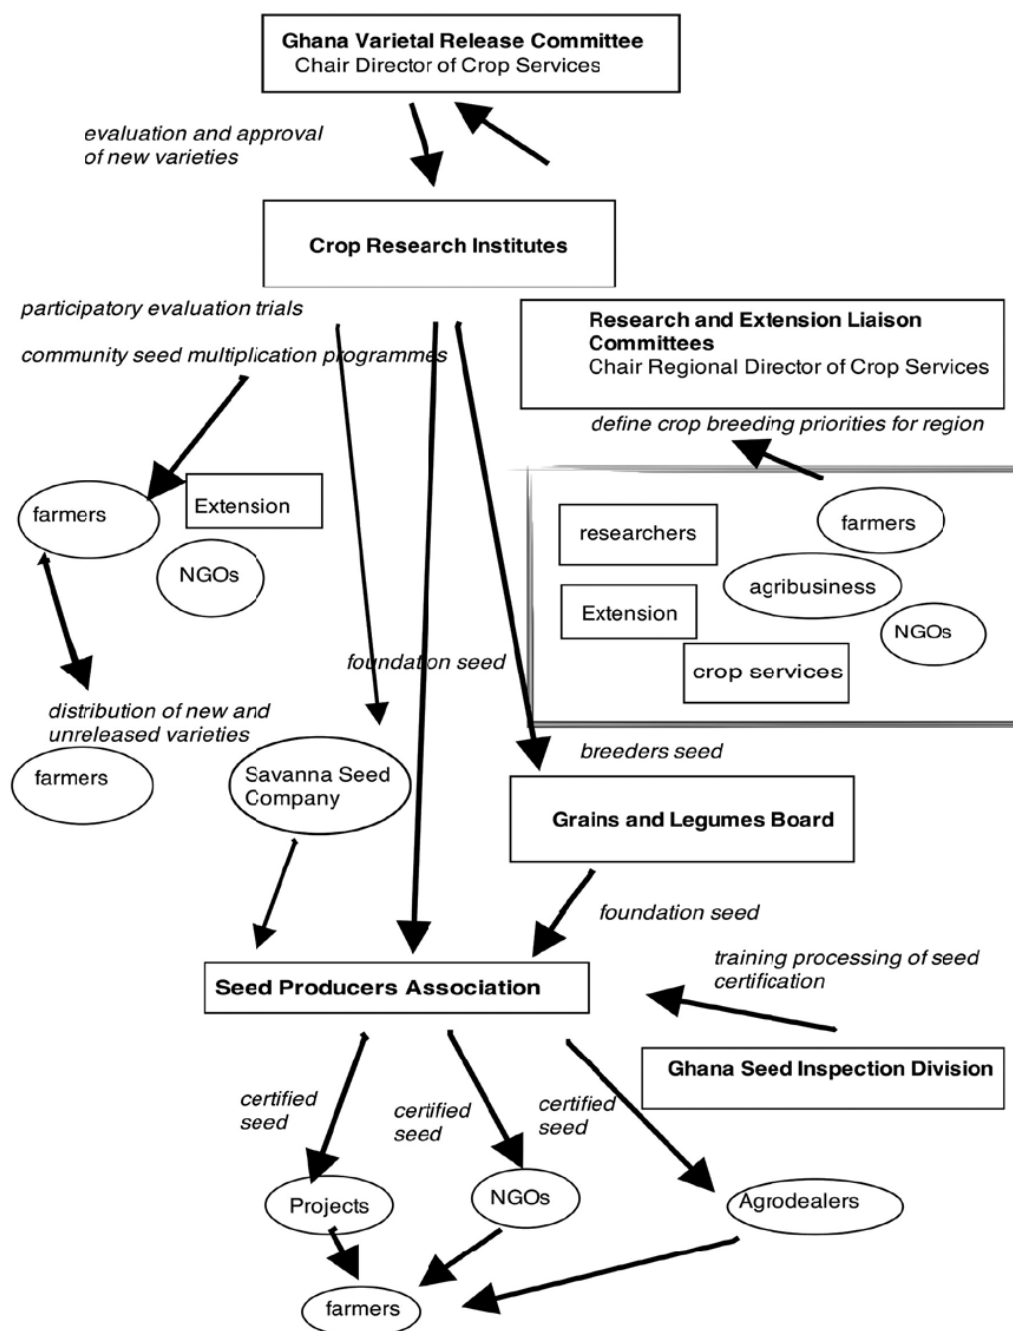 Ghana Varietal Release Committee
Chair Director of Crop Services
evaluation and approval
of new varieties
Crop Research Institutes
participatory evaluation trials
community seed multiplication programmes
Research and Extension Liaison
Committees
Chair Regional Director of Crop Services
define crop breeding priorities for region
farmers
Extension
NGOs
researchers
farmers
agribusiness
Extension
NGOs
crop services
foundation seed
distribution of new and
unreleased varieties
farmers
Savanna Seed
Company
breeders seed
Grains and Legumes Board
foundation seed
training processing of seed
certification
Seed Producers Association
Ghana Seed Inspection Division
certified
seed
certified
seed
certified
seed
Projects
NGOs
Agrodealers
farmers